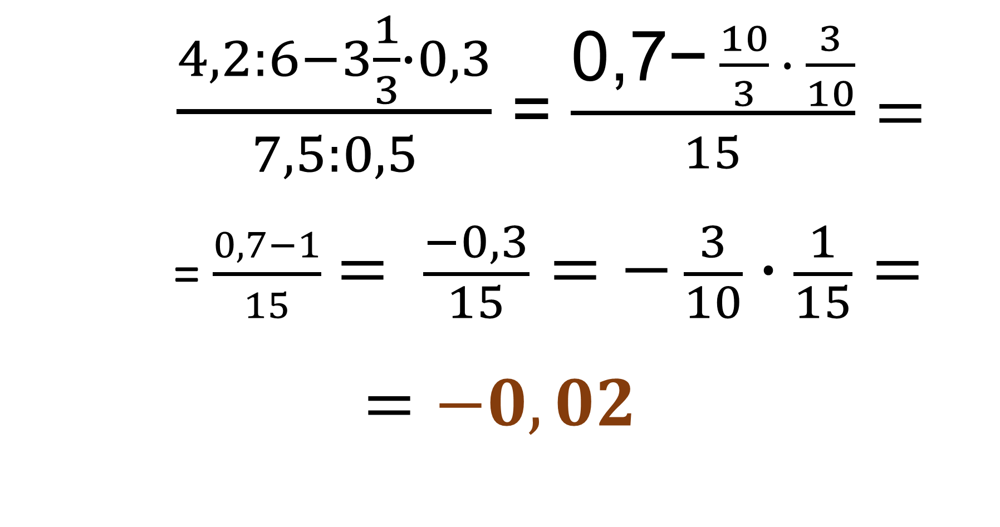 (4,2:6−3 1/3·0,3)/(7,5:0,5) = (0,7− 10/3 · 3/10)/15 =
= (0,7−1)/15 = (−0,3)/15 = − 3/10 · 1/15 =
= −0, 02